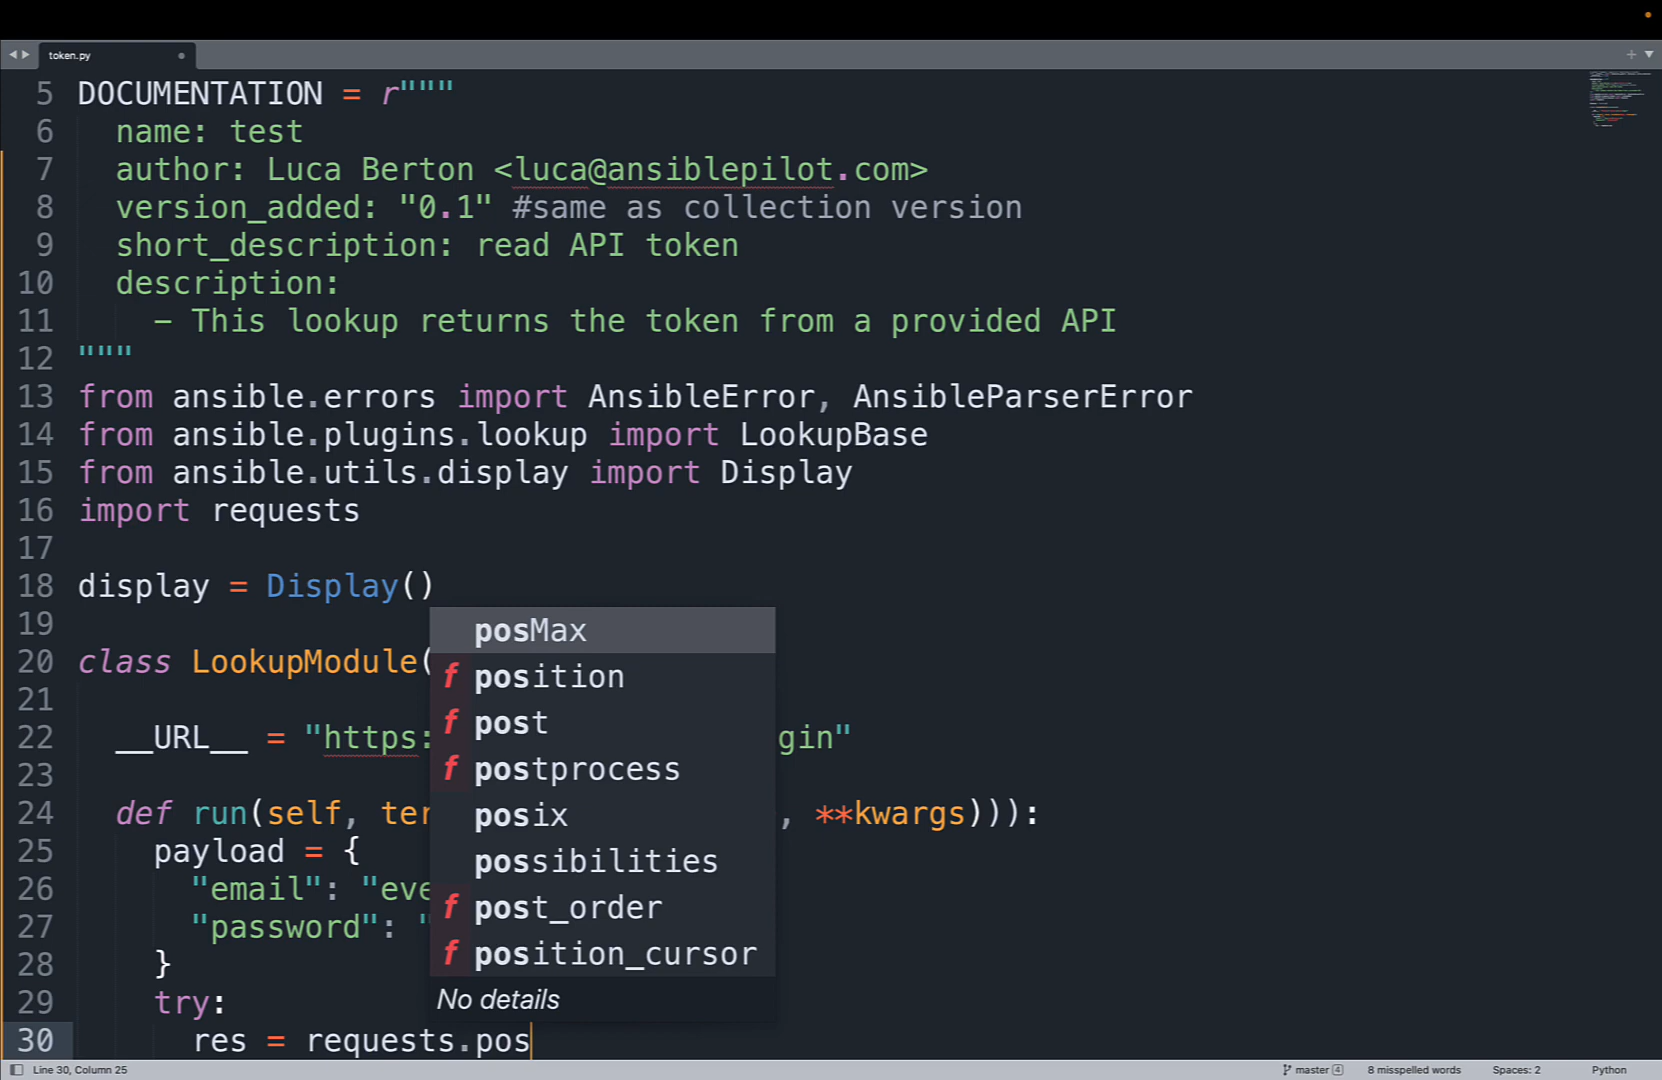 token.py
5 DOCUMENTATION = r"""
6 name: test
7 author: Luca Berton <luca@ansiblepilot.com>
8 version_added: "0.1" #same as collection version
9 short_description: read API token
10 description:
11 - This lookup returns the token from a provided API
12 """
13 from ansible.errors import AnsibleError, AnsibleParserError
14 from ansible.plugins.lookup import LookupBase
15 from ansible.utils.display import Display
16 import requests
17
18 display = Display()
19
20 class LookupModule(
21
22 __URL__ = "https: gin"
23
24 def run(self, ter , **kwargs))):
25 payload = {
26 "email": "eve
27 "password": "
28 }
29 try:
30 res = requests.pos
posMax
f position
f post
f postprocess
posix
possibilities
f post_order
f position_cursor
No details
Line 30, Column 25 master 4 8 misspelled words Spaces: 2 Python